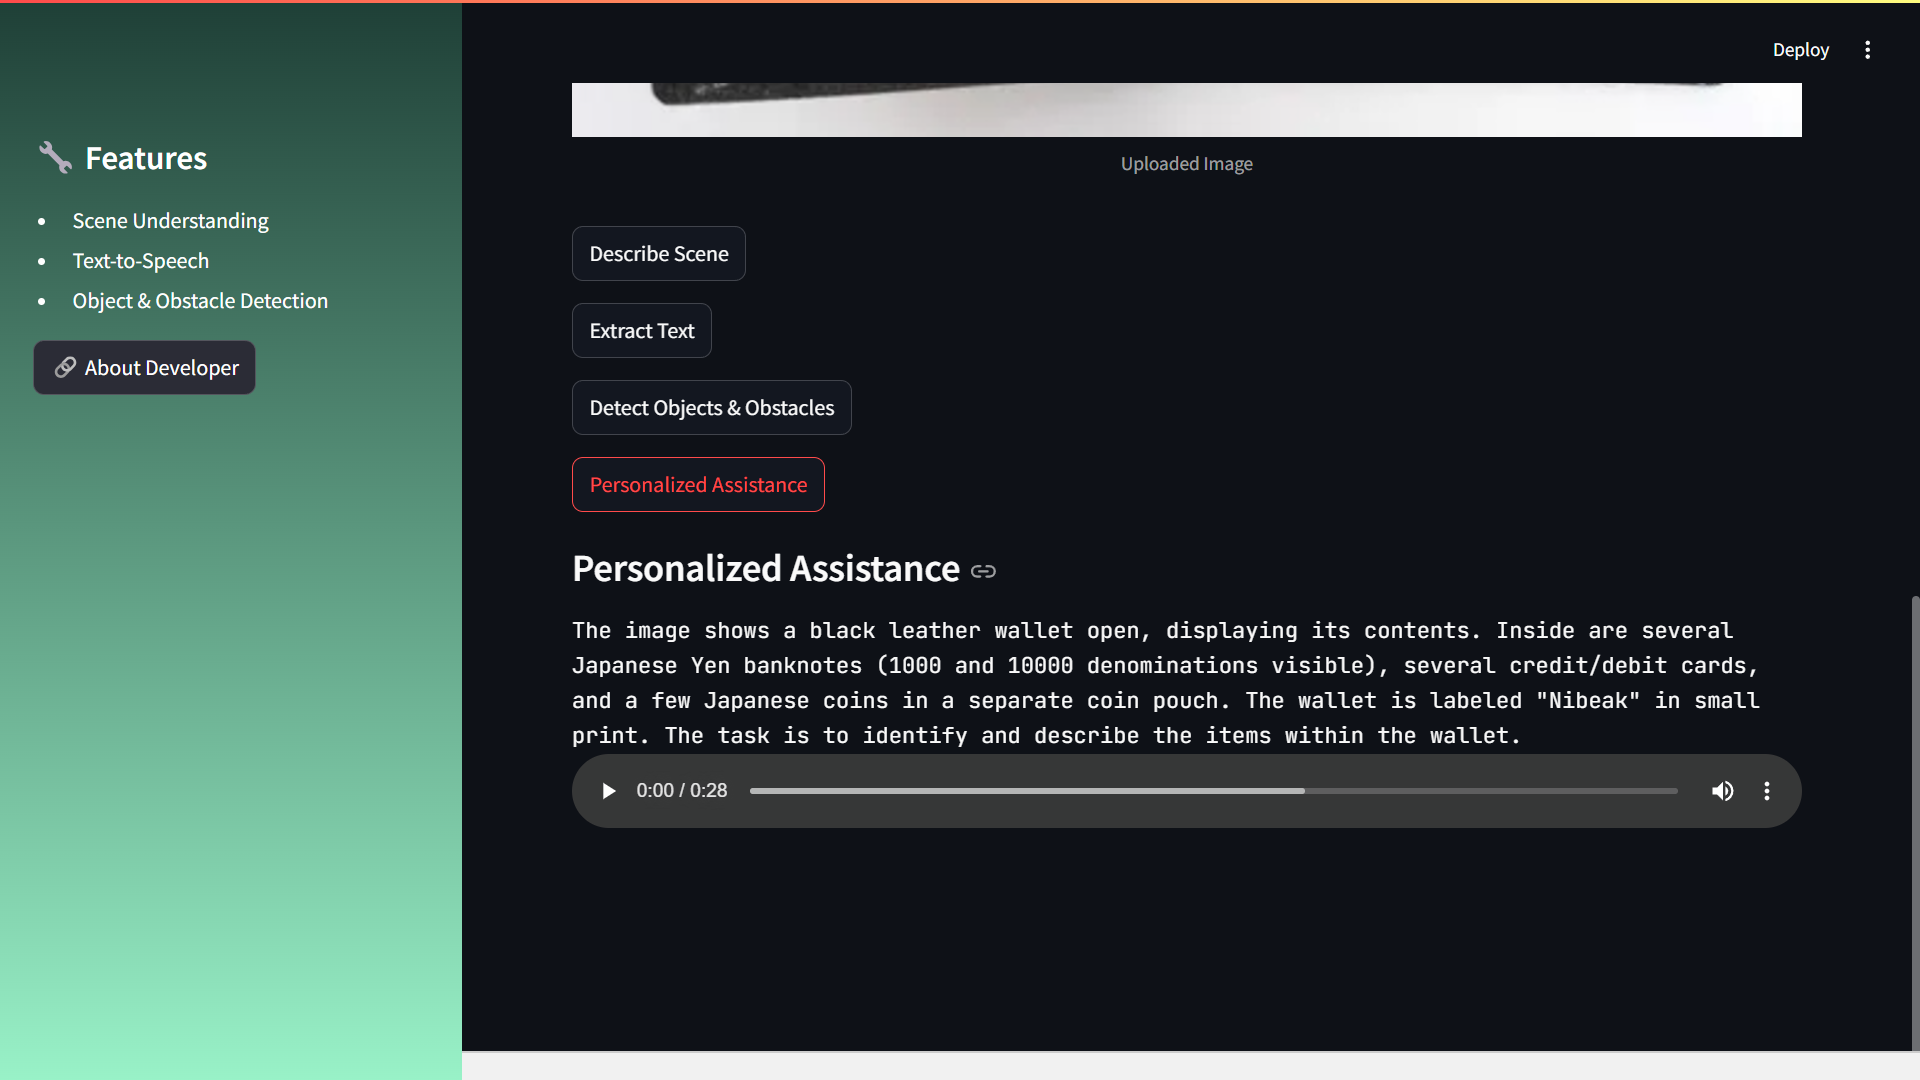 Deploy
Features
Scene Understanding
Text-to-Speech
Object & Obstacle Detection
About Developer
Uploaded Image
Describe Scene
Extract Text
Detect Objects & Obstacles
Personalized Assistance
Personalized Assistance
The image shows a black leather wallet open, displaying its contents. Inside are several
Japanese Yen banknotes (1000 and 10000 denominations visible), several credit/debit cards,
and a few Japanese coins in a separate coin pouch. The wallet is labeled "Nibeak" in small
print. The task is to identify and describe the items within the wallet.
0:00 / 0:28